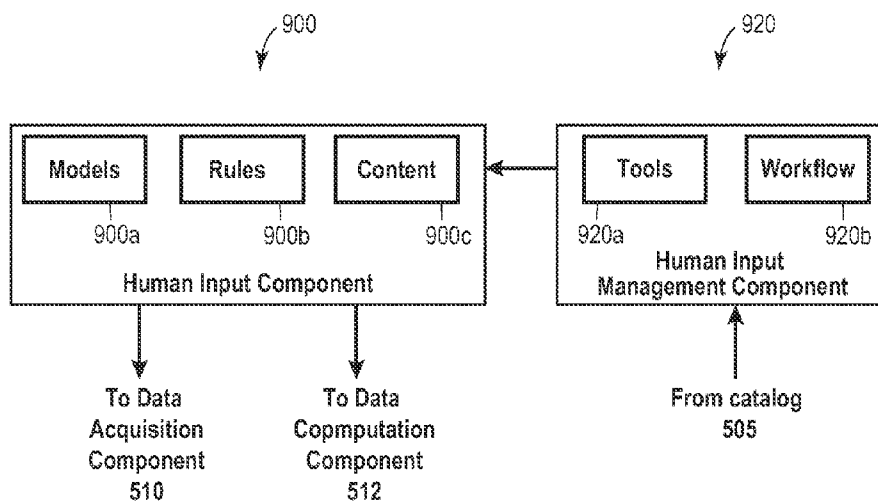 900
920
Models
Rules
Content
Tools
Workflow
900a
900b
900c
920a
920b
Human Input Component
Human Input
Management Component
To Data
Acquisition
Component
510
To Data
Copmputation
Component
512
From catalog
505